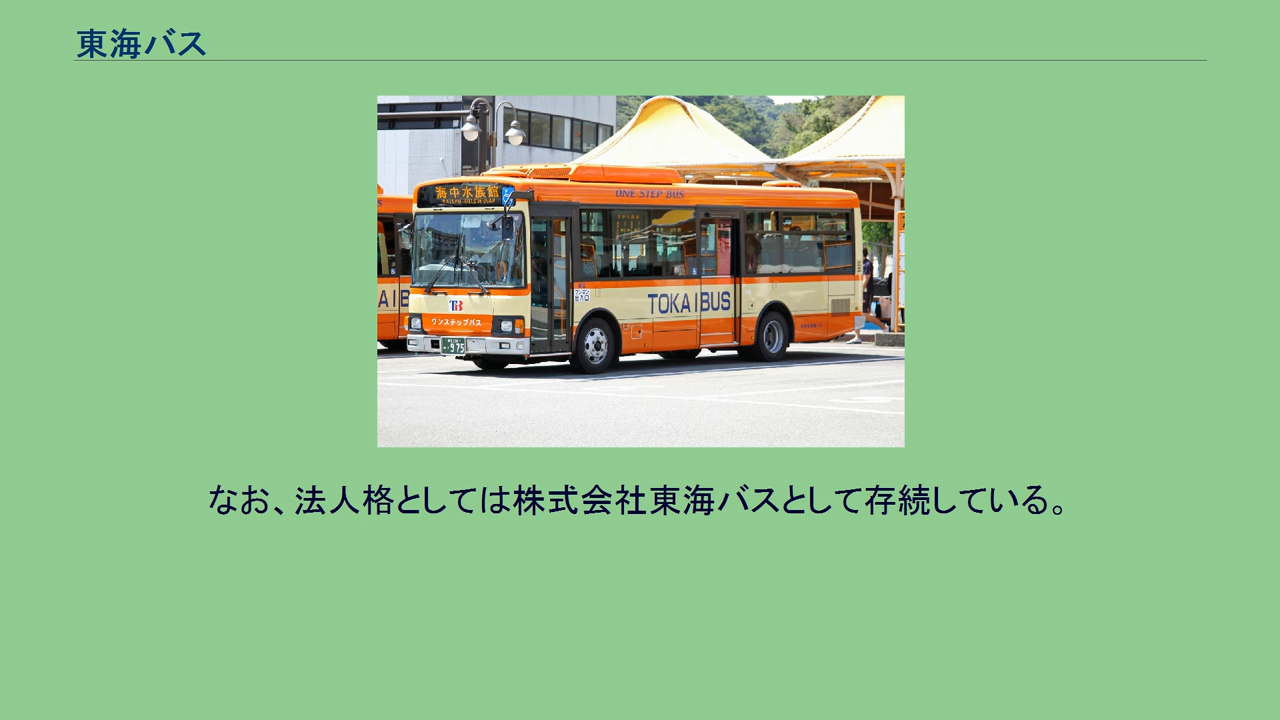 東海バス
海中水族館
ONE STEP BUS
TOKAI BUS
TB
ワンステップバス
975
なお、法人格としては株式会社東海バスとして存続している。